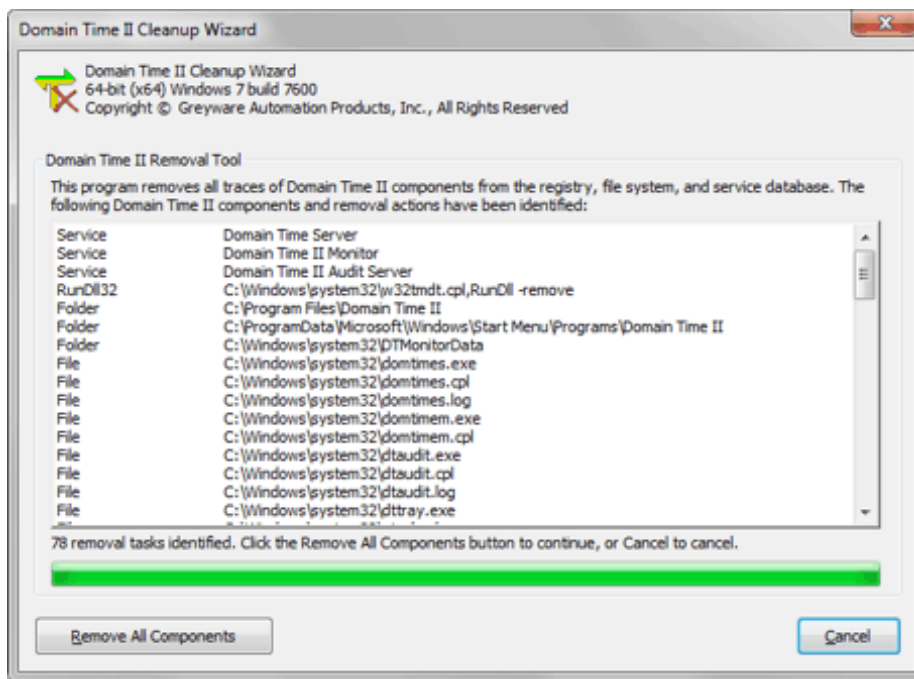 Domain Time II Cleanup Wizard
Domain Time II Cleanup Wizard
64-bit (x64) Windows 7 build 7600
Copyright © Greyware Automation Products, Inc., All Rights Reserved
Domain Time II Removal Tool
This program removes all traces of Domain Time II components from the registry, file system, and service database. The
following Domain Time II components and removal actions have been identified:
Service Domain Time Server
Service Domain Time II Monitor
Service Domain Time II Audit Server
RunDll32 C:\Windows\system32\w32tmdt.cpl,RunDll -remove
Folder C:\Program Files\Domain Time II
Folder C:\ProgramData\Microsoft\Windows\Start Menu\Programs\Domain Time II
Folder C:\Windows\system32\DTMonitorData
File C:\Windows\system32\domtimes.exe
File C:\Windows\system32\domtimes.cpl
File C:\Windows\system32\domtimes.log
File C:\Windows\system32\domtimem.exe
File C:\Windows\system32\domtimem.cpl
File C:\Windows\system32\dtaudit.exe
File C:\Windows\system32\dtaudit.cpl
File C:\Windows\system32\dtaudit.log
File C:\Windows\system32\dttray.exe
78 removal tasks identified. Click the Remove All Components button to continue, or Cancel to cancel.
Remove All Components Cancel